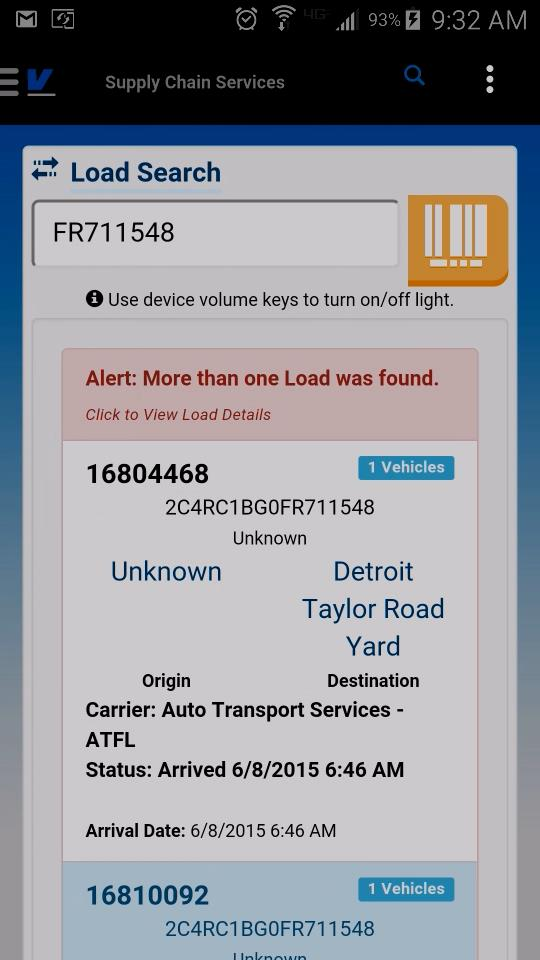 4G 93% 9:32 AM
Supply Chain Services
Load Search
FR711548
Use device volume keys to turn on/off light.
Alert: More than one Load was found.
Click to View Load Details
16804468 1 Vehicles
2C4RC1BG0FR711548
Unknown
Unknown Detroit
Taylor Road
Yard
Origin Destination
Carrier: Auto Transport Services -
ATFL
Status: Arrived 6/8/2015 6:46 AM
Arrival Date: 6/8/2015 6:46 AM
16810092 1 Vehicles
2C4RC1BG0FR711548
Unknown